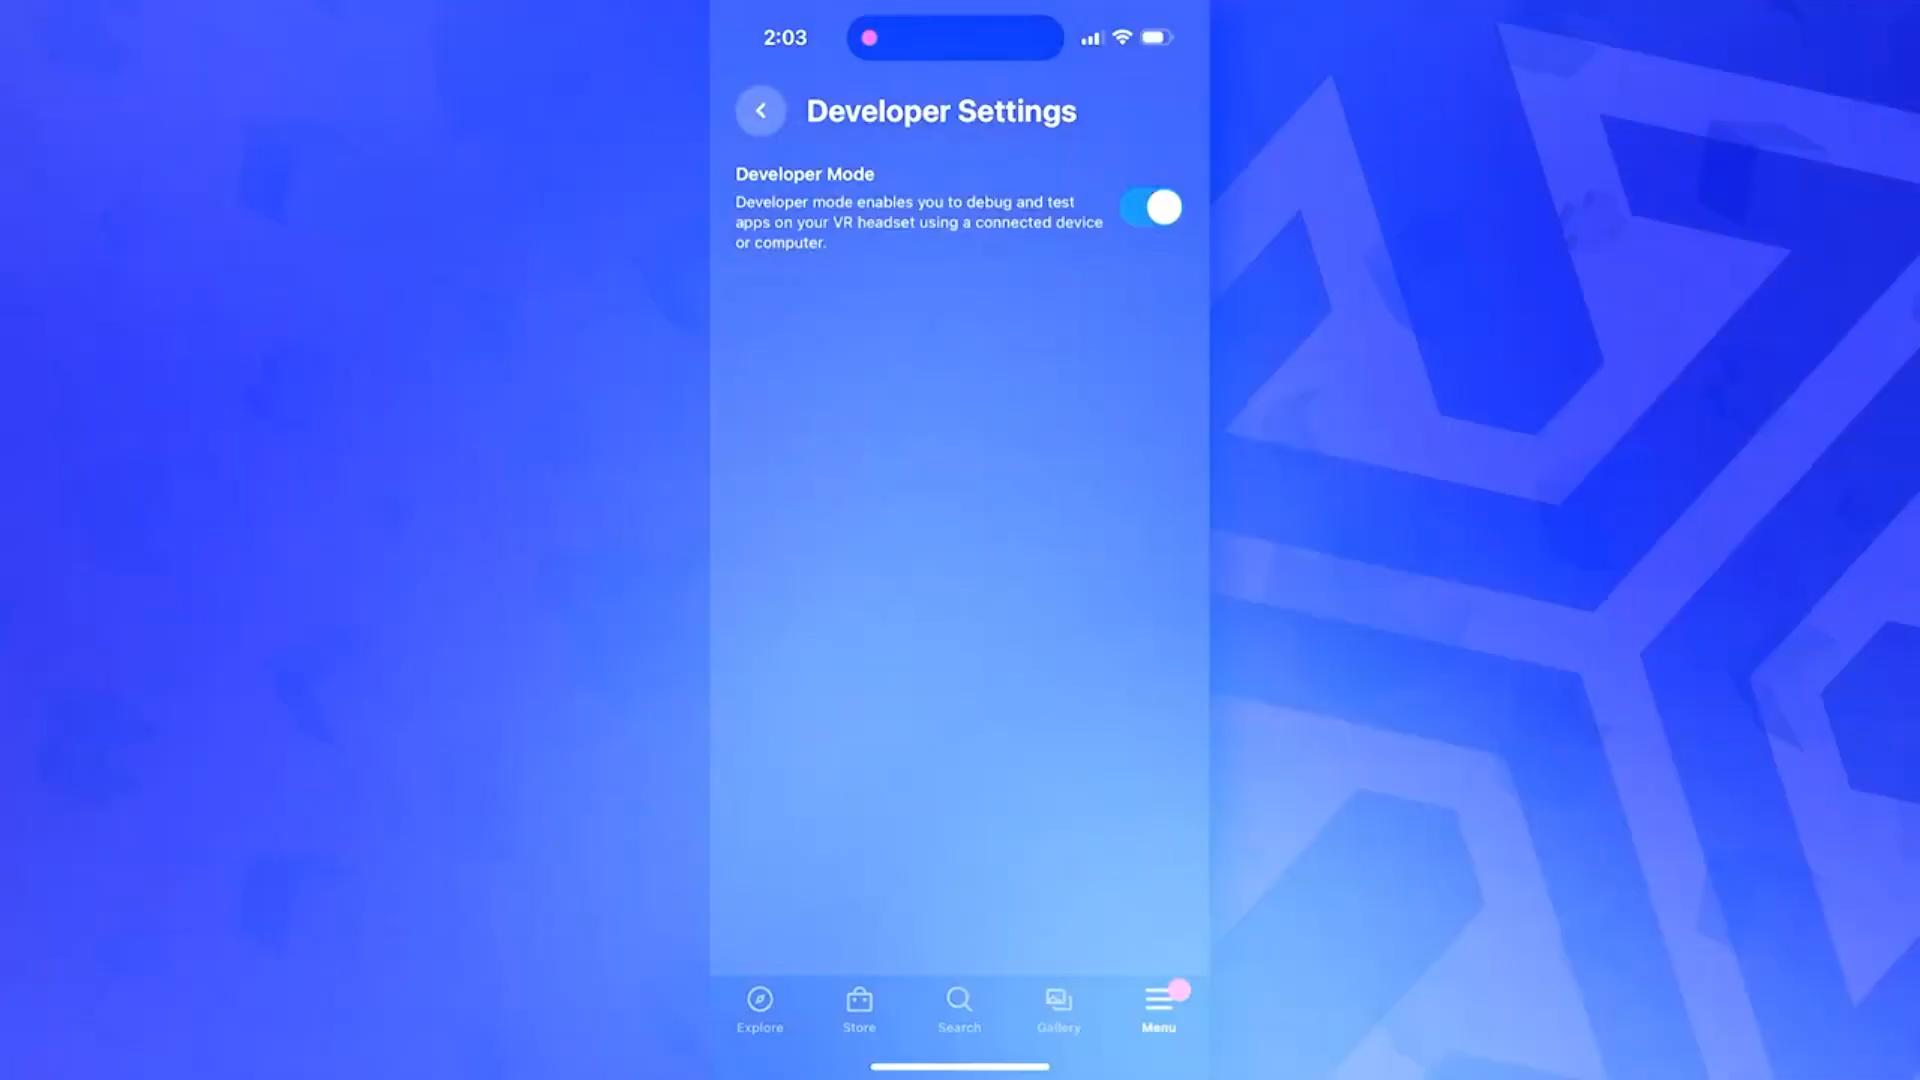 2:03
Developer Settings
Developer Mode
Developer mode enables you to debug and test
apps on your VR headset using a connected device
or computer.
Explore
Store
Search
Gallery
Menu